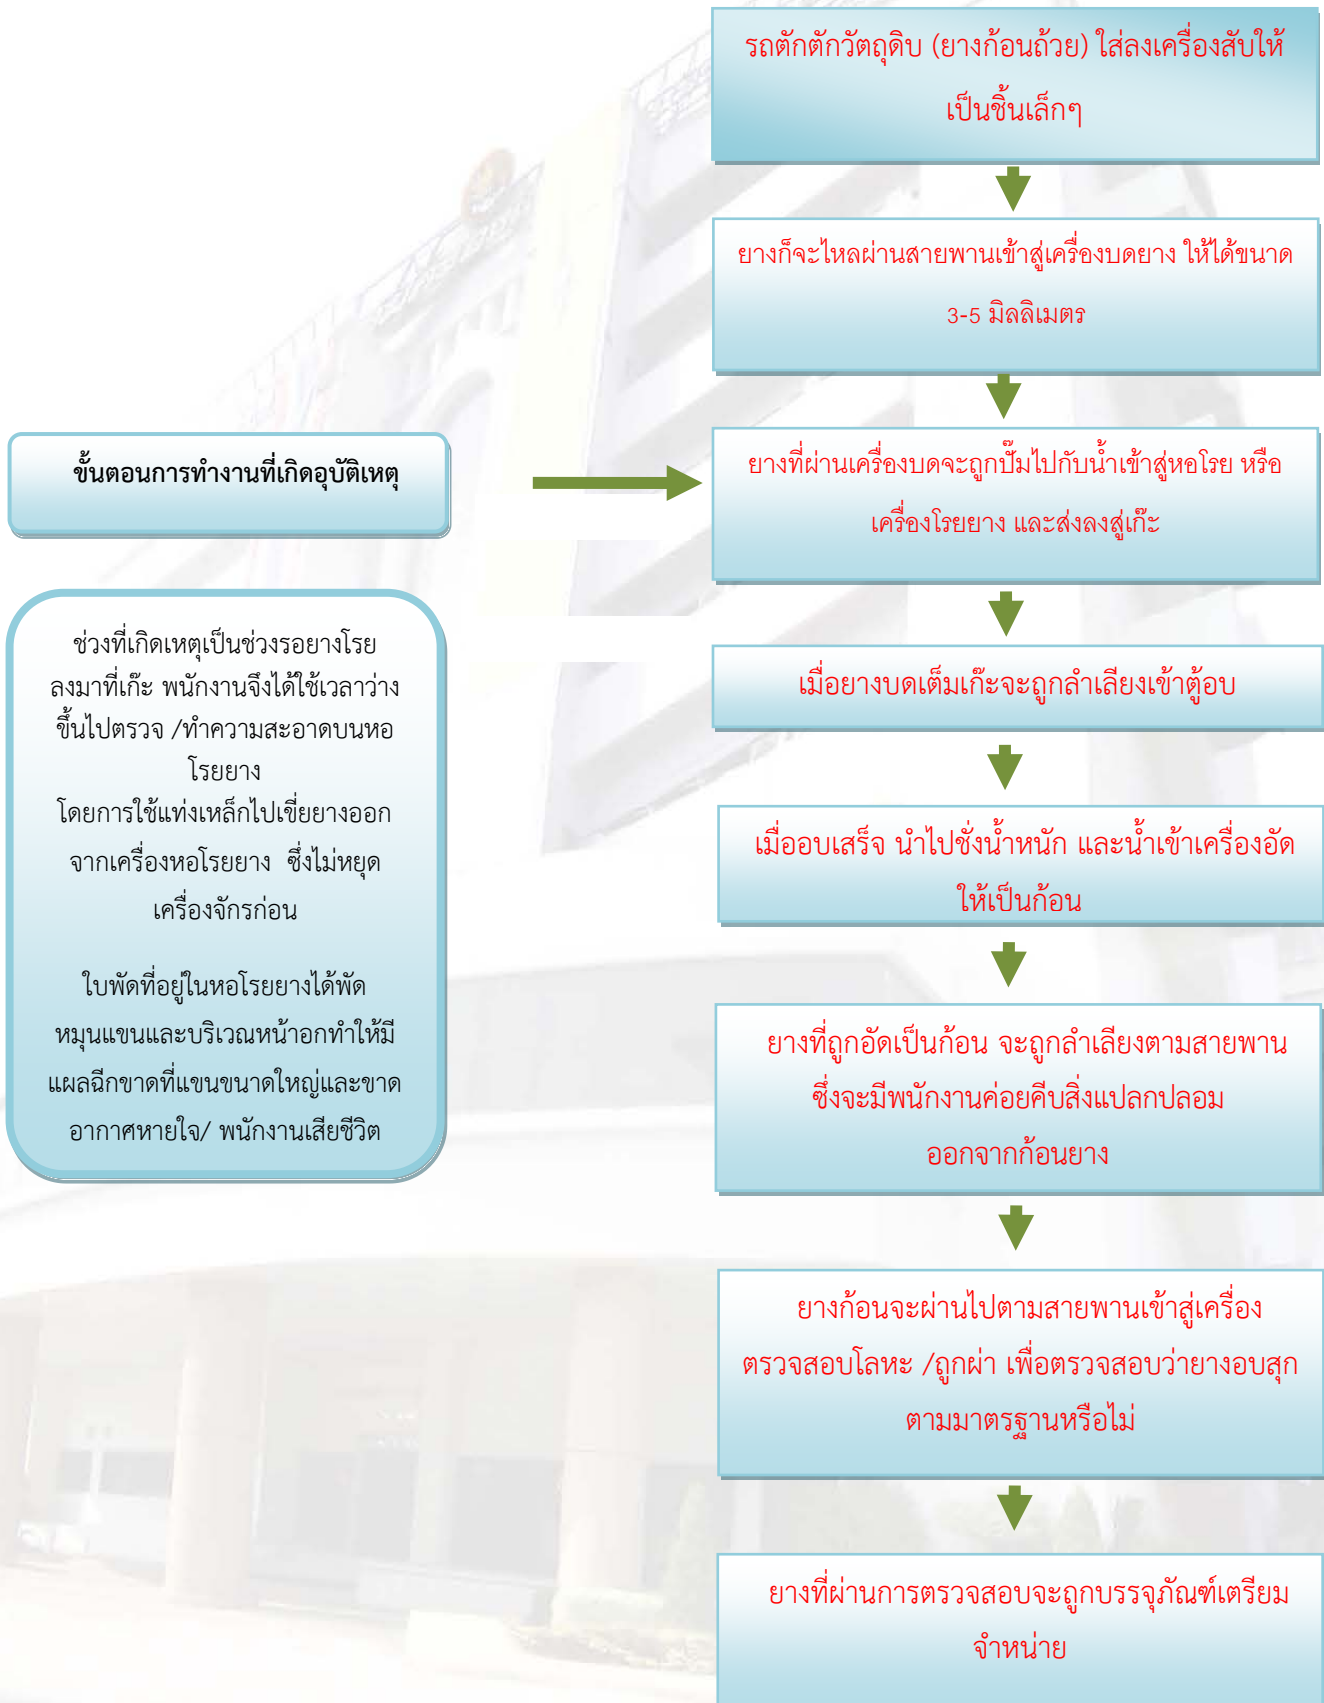 รถตักตักวัตถุดิบ (ยางก้อนถ้วย) ใส่ลงเครื่องสับให้
เป็นชิ้นเล็กๆ
ยางก็จะไหลผ่านสายพานเข้าสู่เครื่องบดยาง ให้ได้ขนาด
3-5 มิลลิเมตร
ขั้นตอนการทำงานที่เกิดอุบัติเหตุ
ยางที่ผ่านเครื่องบดจะถูกปั๊มไปกับน้ำเข้าสู่หอโรย หรือ
เครื่องโรยยาง และส่งลงสู่เก๊ะ
ช่วงที่เกิดเหตุเป็นช่วงรอยางโรย
ลงมาที่เก๊ะ พนักงานจึงได้ใช้เวลาว่าง
ขึ้นไปตรวจ /ทำความสะอาดบนหอ
โรยยาง
โดยการใช้แท่งเหล็กไปเขี่ยยางออก
จากเครื่องหอโรยยาง ซึ่งไม่หยุด
เครื่องจักรก่อน
ใบพัดที่อยู่ในหอโรยยางได้พัด
หมุนแขนและบริเวณหน้าอกทำให้มี
แผลฉีกขาดที่แขนขนาดใหญ่และขาด
อากาศหายใจ/ พนักงานเสียชีวิต
เมื่อยางบดเต็มเก๊ะจะถูกลำเลียงเข้าตู้อบ
เมื่ออบเสร็จ นำไปชั่งน้ำหนัก และน้ำเข้าเครื่องอัด
ให้เป็นก้อน
ยางที่ถูกอัดเป็นก้อน จะถูกลำเลียงตามสายพาน
ซึ่งจะมีพนักงานค่อยคีบสิ่งแปลกปลอม
ออกจากก้อนยาง
ยางก้อนจะผ่านไปตามสายพานเข้าสู่เครื่อง
ตรวจสอบโลหะ /ถูกผ่า เพื่อตรวจสอบว่ายางอบสุก
ตามมาตรฐานหรือไม่
ยางที่ผ่านการตรวจสอบจะถูกบรรจุภัณฑ์เตรียม
จำหน่าย